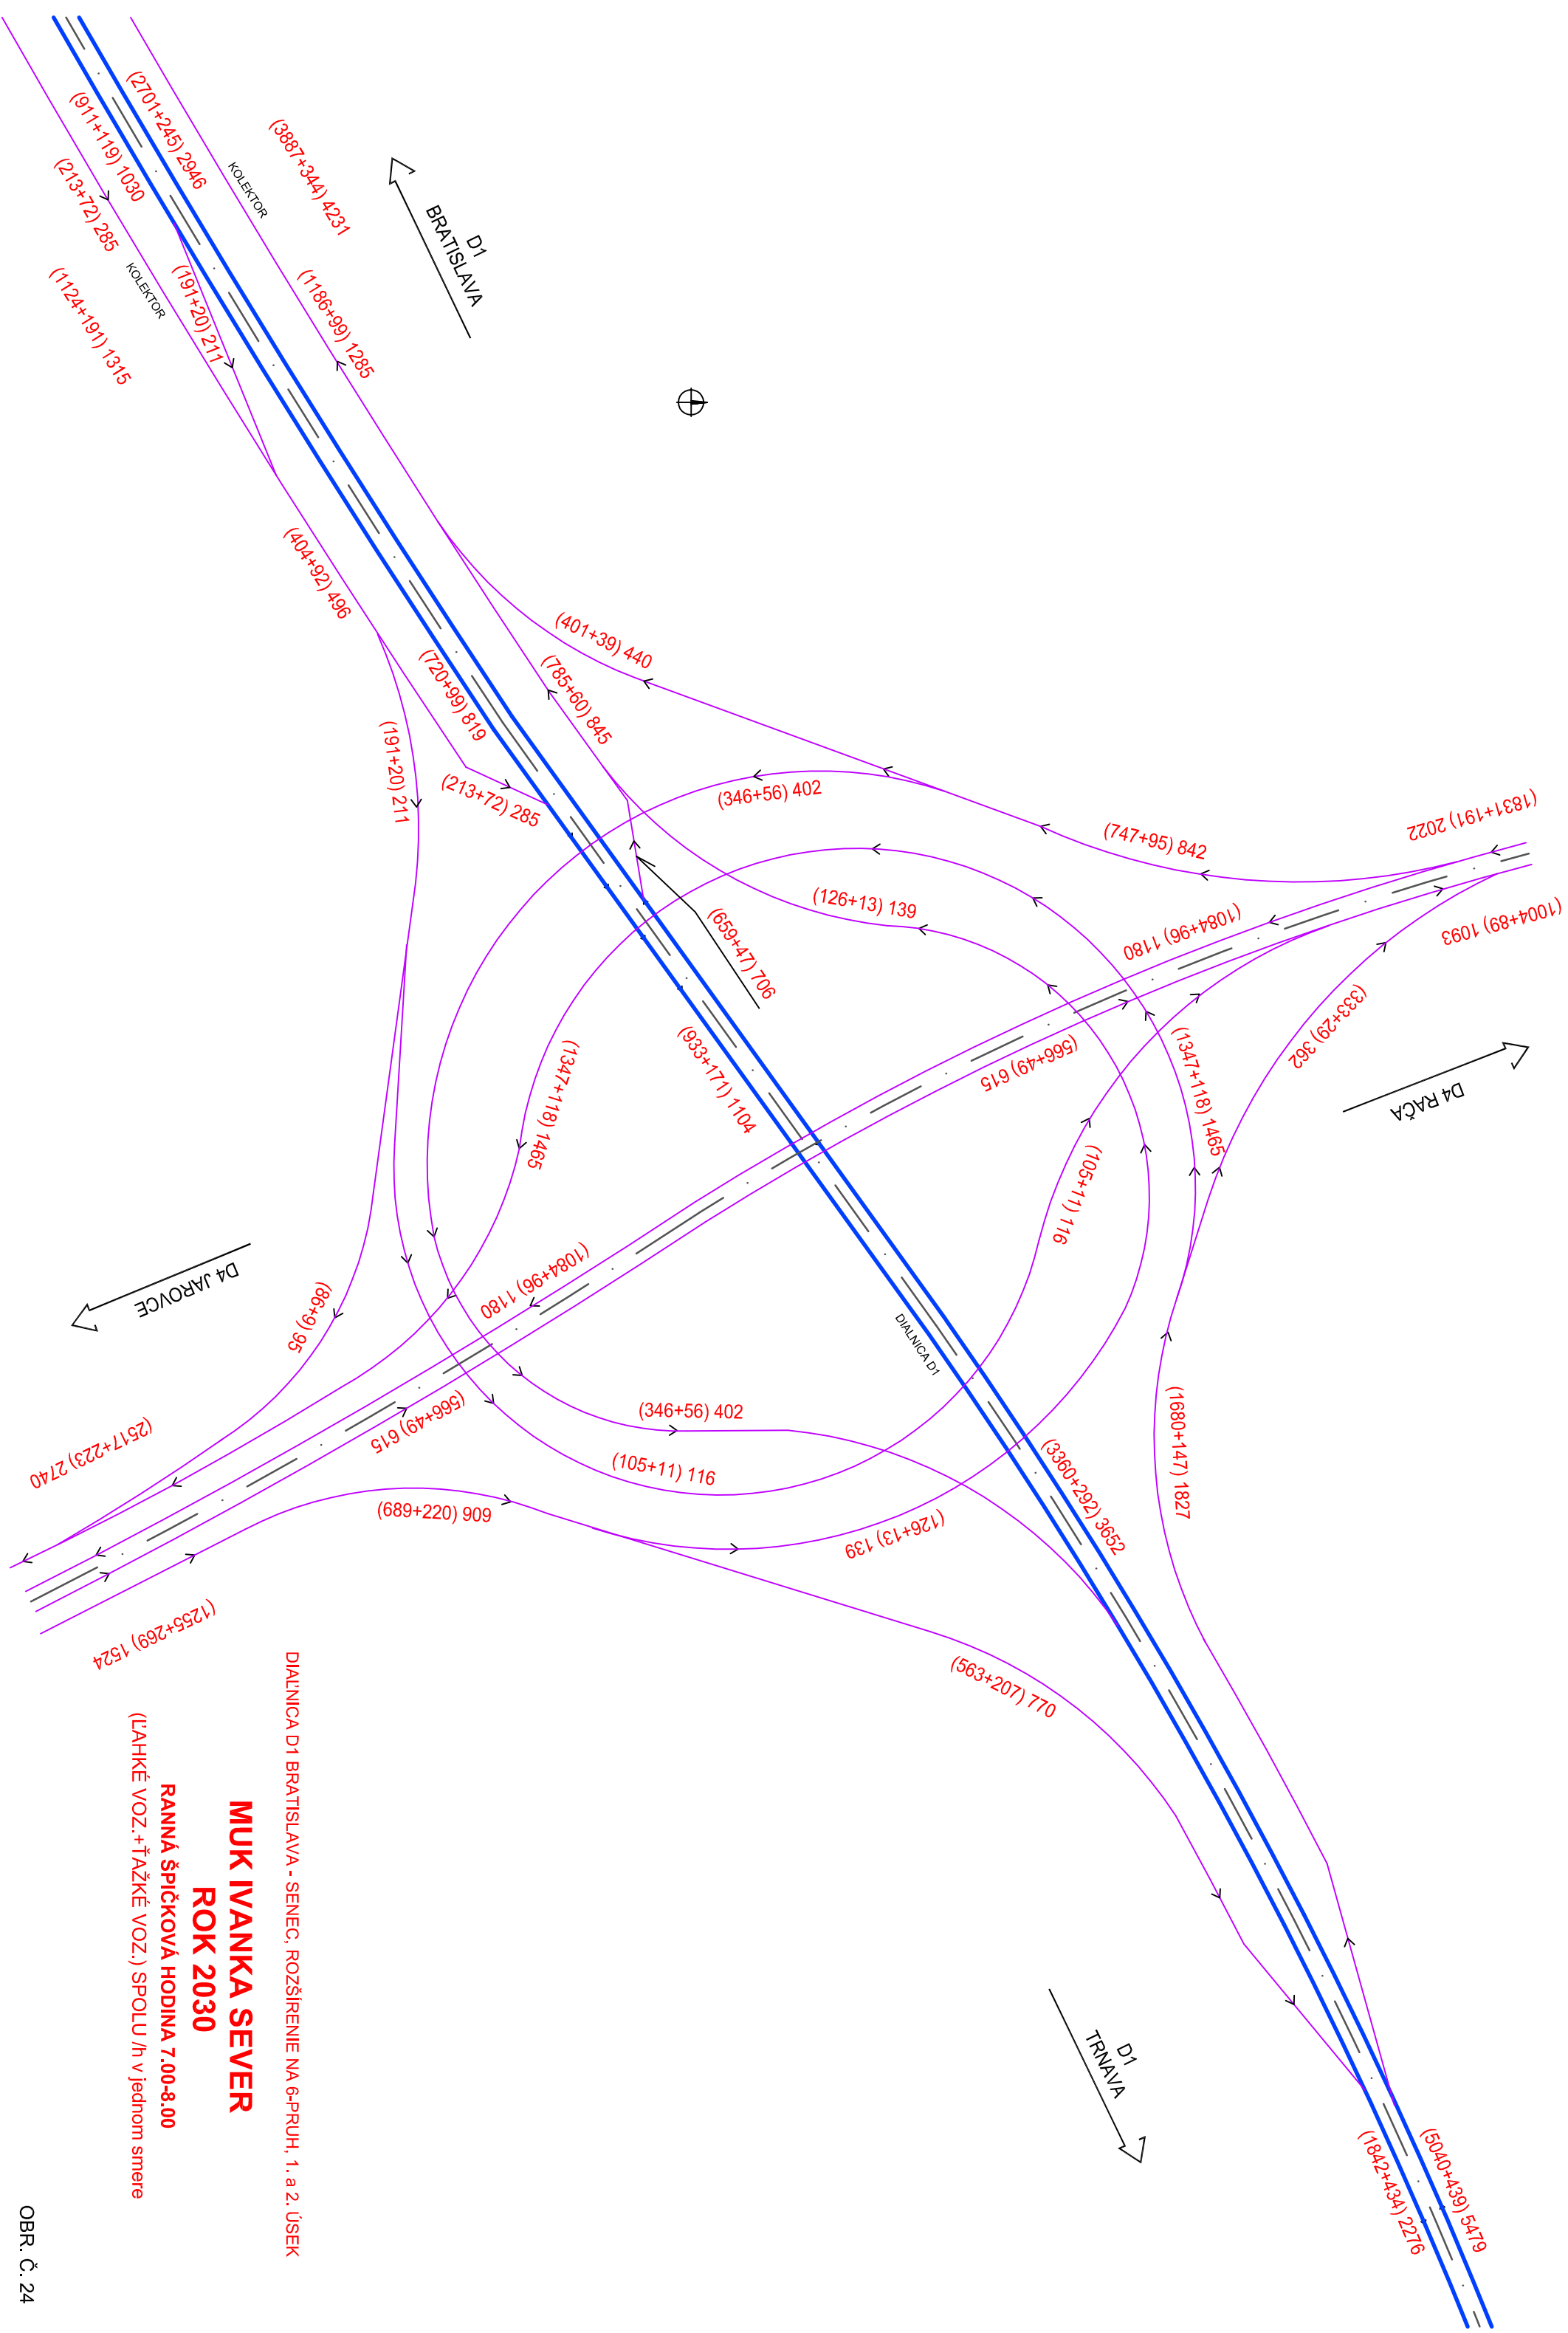 (2701+245) 2946
(911+119) 1030
(213+72) 285
(1124+191) 1315
KOLEKTOR
KOLEKTOR
(3887+344) 4231
(191+20) 211
(1186+99) 1285
D1
BRATISLAVA
(404+92) 496
(720+99) 819
(401+39) 440
(785+60) 845
(191+20) 211
(213+72) 285
(346+56) 402
(747+95) 842
(1831+191) 2022
(126+13) 139
(659+47) 706
(1084+96) 1180
(1004+89) 1093
(933+171) 1104
(1347+118) 1465
(566+49) 615
(1347+118) 1465
(333+29) 362
D4 RAČA
(105+11) 116
D4 JAROVCE
(1084+96) 1180
(86+9) 95
DIALNICA D1
(566+49) 615
(346+56) 402
(105+11) 116
(2517+223) 2740
(689+220) 909
(126+13) 139
(3360+292) 3652
(1680+147) 1827
(1255+269) 1524
(563+207) 770
D1
TRNAVA
(5040+439) 5479
(1842+434) 2276
DIAĽNICA D1 BRATISLAVA - SENEC, ROZŠÍRENIE NA 6-PRUH, 1. a 2. ÚSEK
MUK IVANKA SEVER
ROK 2030
RANNÁ ŠPIČKOVÁ HODINA 7.00-8.00
(ĽAHKÉ VOZ.+ŤAŽKÉ VOZ.) SPOLU /h v jednom smere
OBR. Č. 24